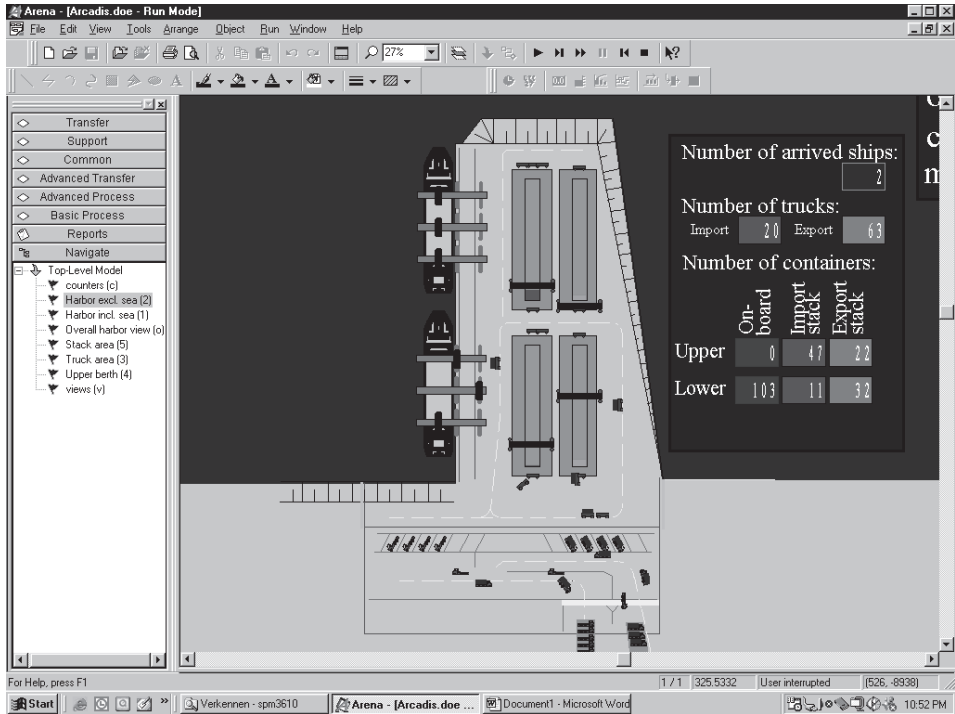 Arena - [Arcadis.doe - Run Mode]
File Edit View Tools Arrange Object Run Window Help
27%
A A
Transfer
Support
Common
Advanced Transfer
Advanced Process
Basic Process
Reports
Navigate
Top-Level Model
counters (c)
Harbor excl. sea (2)
Harbor incl. sea (1)
Overall harbor view (o)
Stack area (5)
Truck area (3)
Upper berth (4)
views (v)
Number of arrived ships:
2
Number of trucks:
Import 20 Export 63
Number of containers:
On-board Import stack Export stack
Upper 0 47 22
Lower 103 11 32
c
m
For Help, press F1
1 / 1 325.5332 User interrupted (526, -8938)
Start Verkennen - spm3610 Arena - [Arcadis.doe ... Document1 - Microsoft Word 10:52 PM